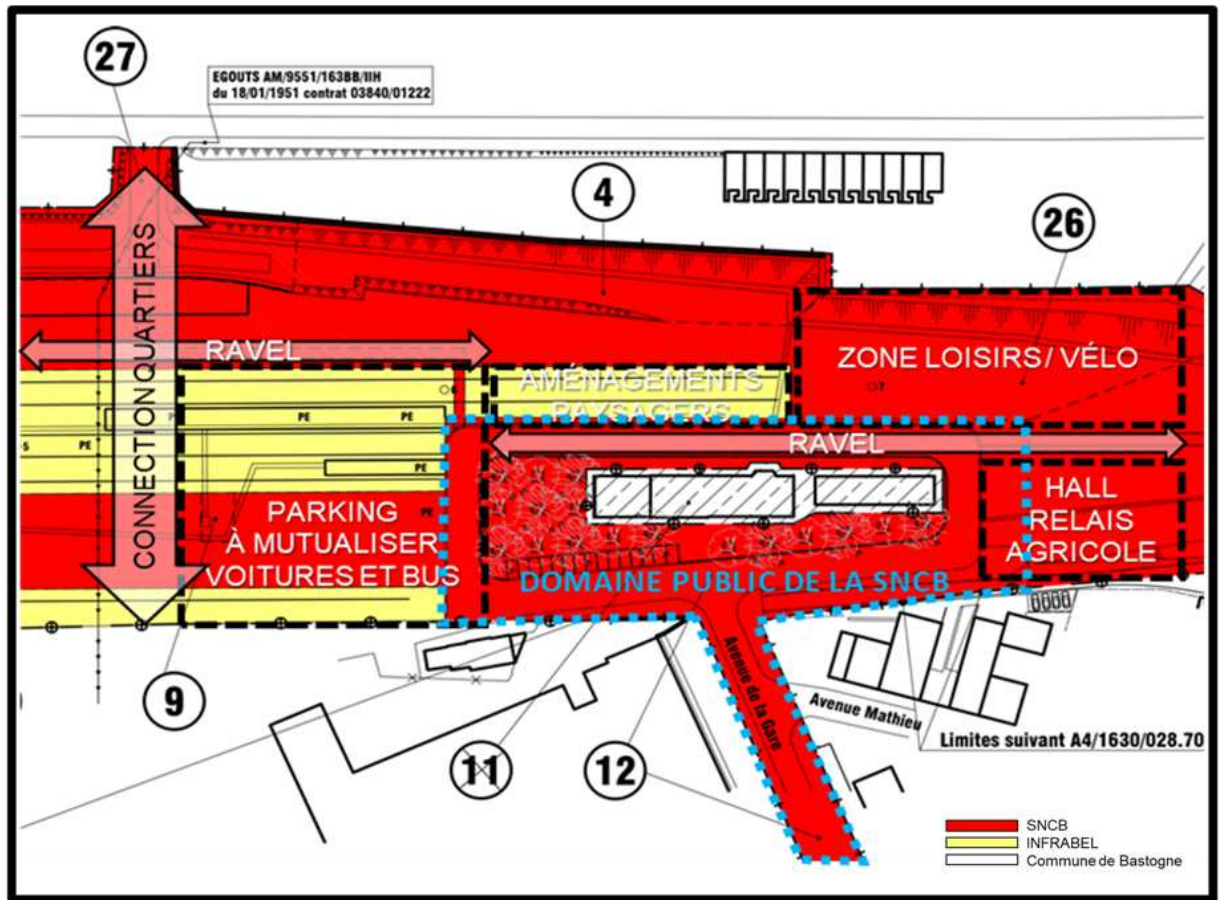 27
EGOUTS AM/9551/163BB/IIH
du 18/01/1951 contrat 03840/01222
4
26
CONNECTION QUARTIERS
RAVEL
AMÉNAGEMENTS
PAYSAGERS
ZONE LOISIRS / VÉLO
PE
PE
PE
PE
RAVEL
PE
PE
PARKING
À MUTUALISER
VOITURES ET BUS
HALL
RELAIS
AGRICOLE
DOMAINE PUBLIC DE LA SNCB
9
11
12
Avenue de la Gare
Avenue Mathieu
Limites suivant A4/1630/028.70
SNCB
INFRABEL
Commune de Bastogne